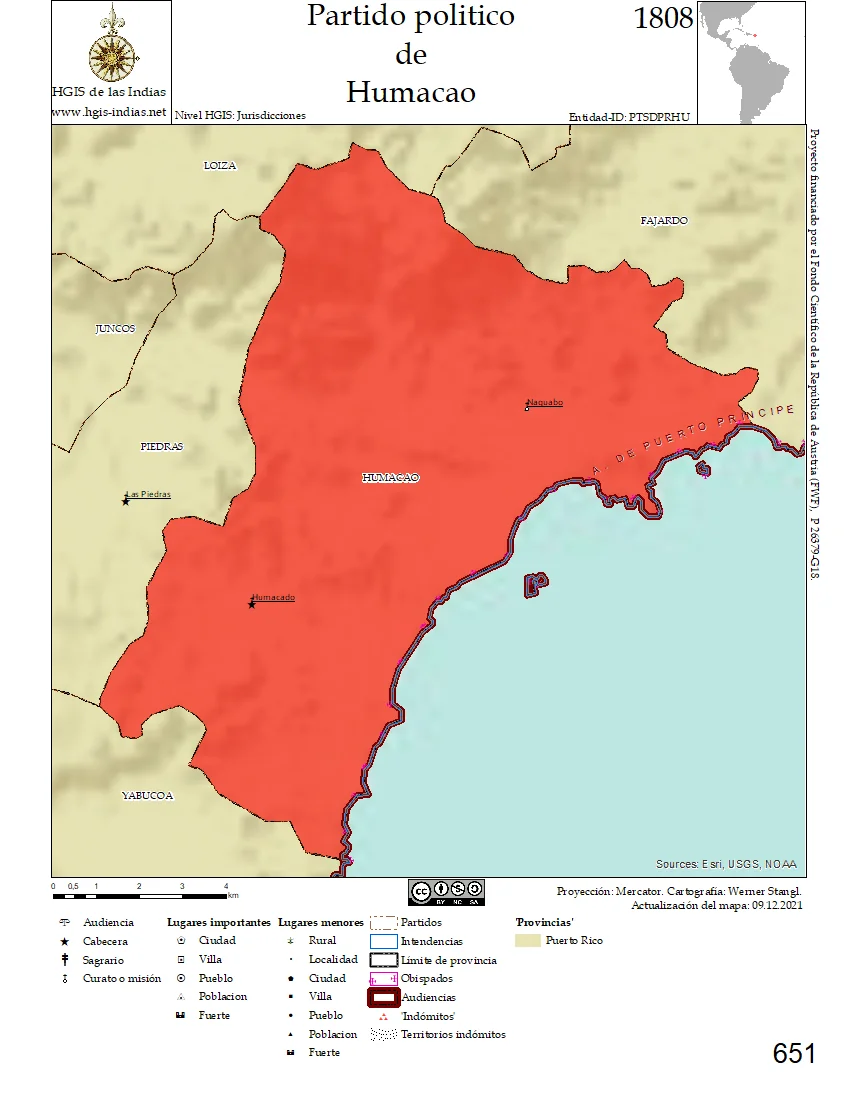 Partido politico
de
Humacao
1808
HGIS de las Indias
www.hgis-indias.net
Nivel HGIS: Jurisdicciones
Entidad-ID: PTSDPRHU
Proyecto financiado por el Fondo Científico de la República de Austria (FWF), P 26379-G18.
LOIZA
FAJARDO
JUNCOS
Naguabo
A. DE PUERTO PRINCIPE
PIEDRAS
HUMACAO
Las Piedras
Humacado
YABUCOA
Sources: Esri, USGS, NOAA
0 0,5 1 2 3 4
km
CC BY NC SA
Proyección: Mercator. Cartografía: Werner Stangl.
Actualización del mapa: 09.12.2021
Audiencia
Cabecera
Sagrario
Curato o misión
Lugares importantes
Ciudad
Villa
Pueblo
Poblacion
Fuerte
Lugares menores
Rural
Localidad
Ciudad
Villa
Pueblo
Poblacion
Fuerte
Partidos
Intendencias
Límite de provincia
Obispados
Audiencias
'Indómitos'
Territorios indómitos
'Provincias'
Puerto Rico
651